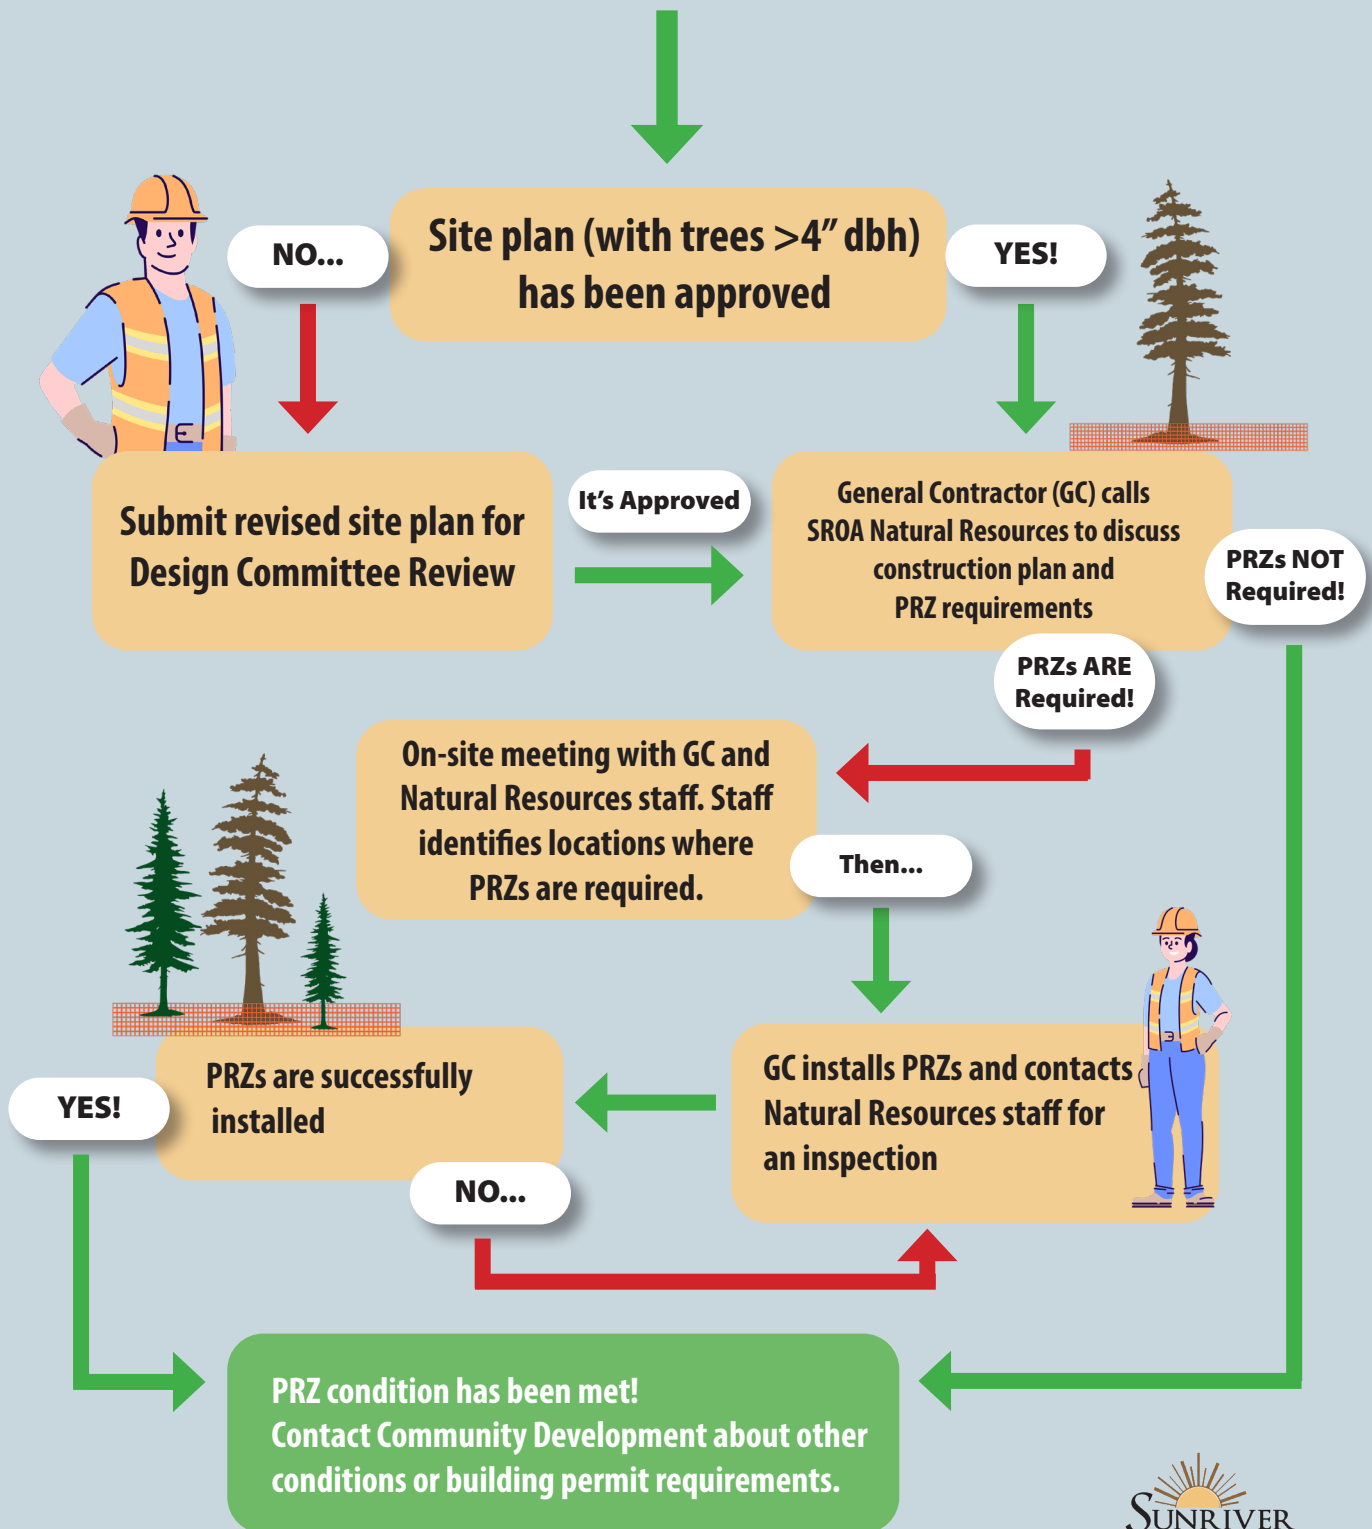 Site plan (with trees >4” dbh)
has been approved
NO...
YES!
Submit revised site plan for
Design Committee Review
It’s Approved
General Contractor (GC) calls
SROA Natural Resources to discuss
construction plan and
PRZ requirements
PRZs NOT
Required!
PRZs ARE
Required!
On-site meeting with GC and
Natural Resources staff. Staff
identifies locations where
PRZs are required.
Then...
GC installs PRZs and contacts
Natural Resources staff for
an inspection
PRZs are successfully
installed
YES!
NO...
PRZ condition has been met!
Contact Community Development about other
conditions or building permit requirements.
SUNRIVER